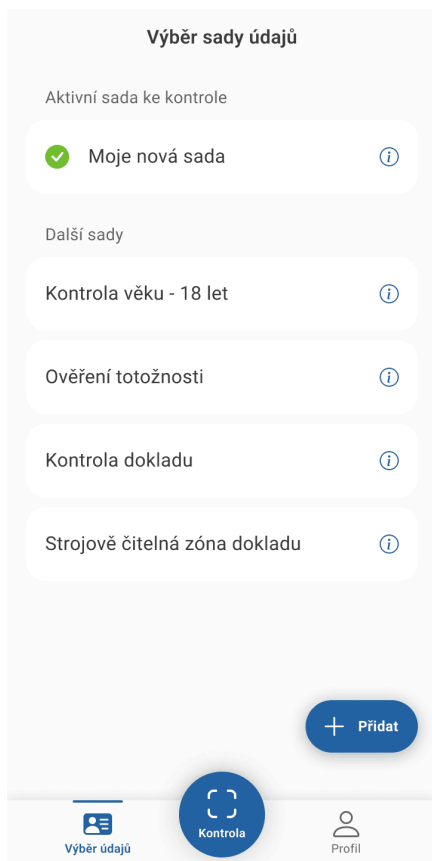 Výběr sady údajů
Aktivní sada ke kontrole
Moje nová sada
Další sady
Kontrola věku - 18 let
Ověření totožnosti
Kontrola dokladu
Strojově čitelná zóna dokladu
Přidat
Výběr údajů
Kontrola
Profil